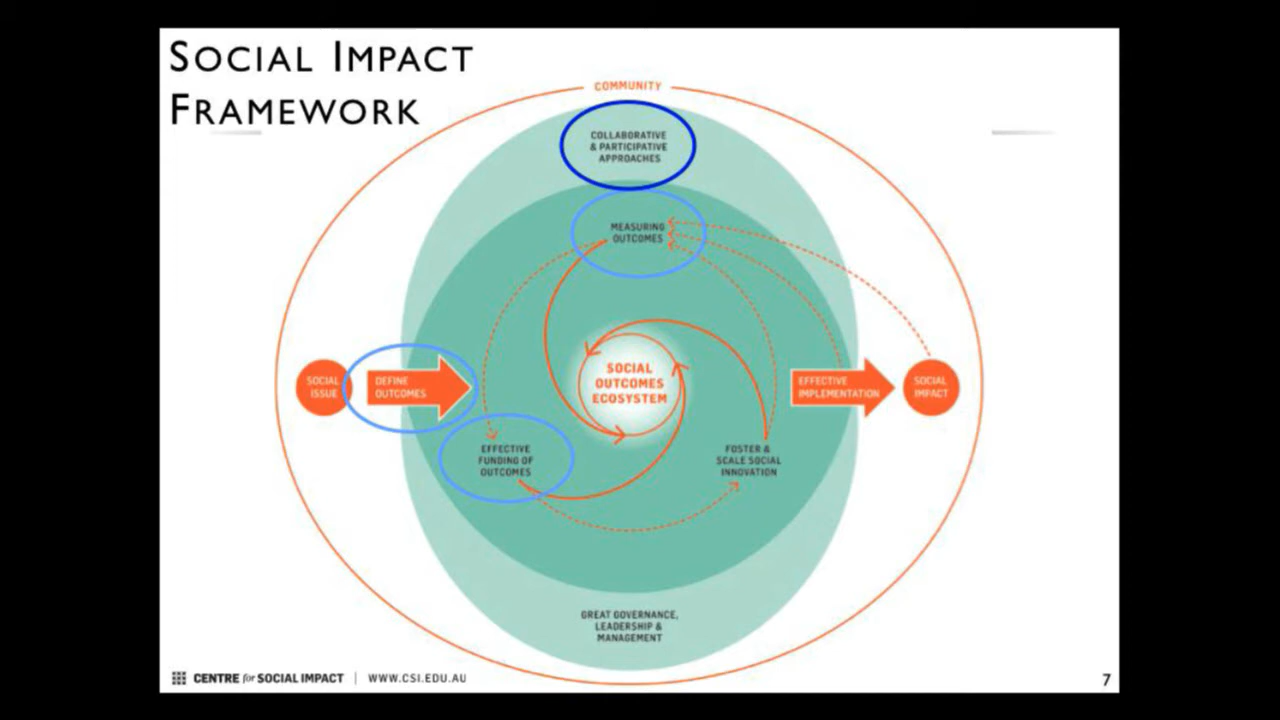 SOCIAL IMPACT
FRAMEWORK
COMMUNITY
COLLABORATIVE
& PARTICIPATIVE
APPROACHES
MEASURING
OUTCOMES
SOCIAL
ISSUE
DEFINE
OUTCOMES
SOCIAL
OUTCOMES
ECOSYSTEM
EFFECTIVE
IMPLEMENTATION
SOCIAL
IMPACT
EFFECTIVE
FUNDING OF
OUTCOMES
FOSTER &
SCALE SOCIAL
INNOVATION
GREAT GOVERNANCE,
LEADERSHIP &
MANAGEMENT
CENTRE for SOCIAL IMPACT | WWW.CSI.EDU.AU
7